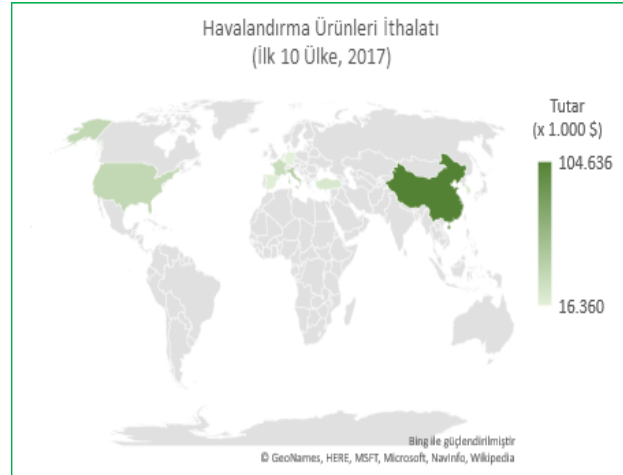 Havalandırma Ürünleri İthalatı
(İlk 10 Ülke, 2017)
Tutar
(x 1.000 $)
104.636
16.360
Bing ile güçlendirilmiştir
© GeoNames, HERE, MSFT, Microsoft, NavInfo, Wikipedia